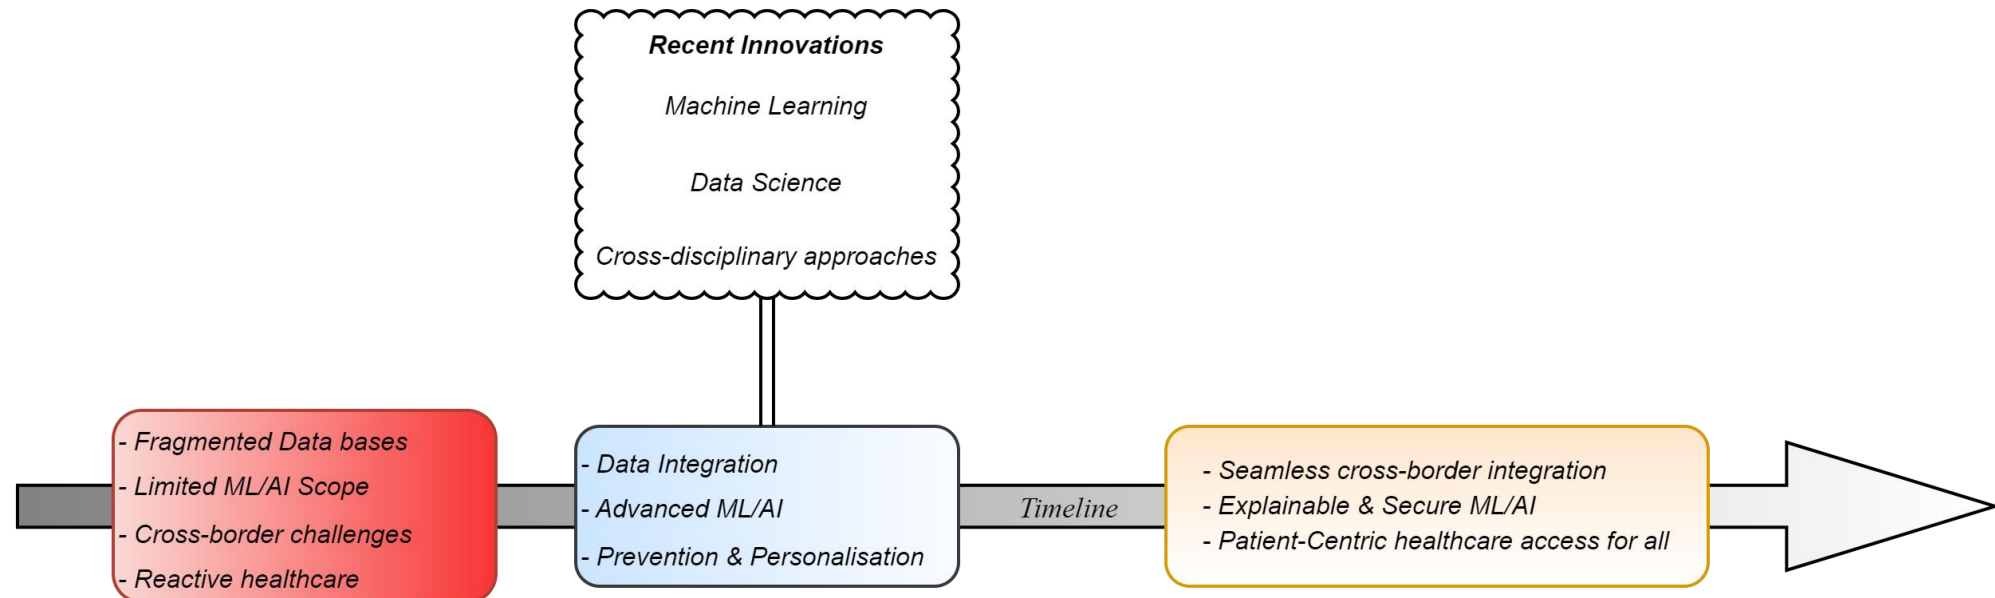 Recent Innovations
Machine Learning
Data Science
Cross-disciplinary approaches
- Fragmented Data bases
- Limited ML/AI Scope
- Cross-border challenges
- Reactive healthcare
- Data Integration
- Advanced ML/AI
- Prevention & Personalisation
Timeline
- Seamless cross-border integration
- Explainable & Secure ML/AI
- Patient-Centric healthcare access for all